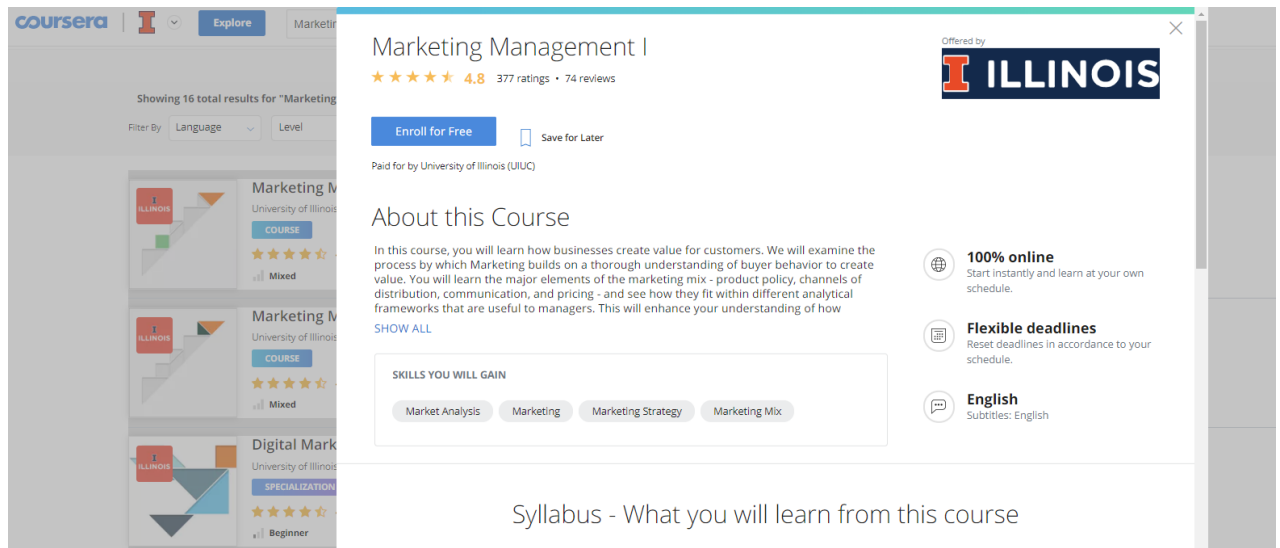 coursera
I
Explore
Marketin
Showing 16 total results for "Marketing
Filter By
Language
Level
I
ILLINOIS
Marketing M
University of Illinois
COURSE
Mixed
I
ILLINOIS
Marketing M
University of Illinois
COURSE
Mixed
I
ILLINOIS
Digital Mark
University of Illinois
SPECIALIZATION
Beginner
Marketing Management I
4.8 377 ratings • 74 reviews
Offered by
I ILLINOIS
Enroll for Free
Save for Later
Paid for by University of Illinois (UIUC)
About this Course
In this course, you will learn how businesses create value for customers. We will examine the
process by which Marketing builds on a thorough understanding of buyer behavior to create
value. You will learn the major elements of the marketing mix - product policy, channels of
distribution, communication, and pricing - and see how they fit within different analytical
frameworks that are useful to managers. This will enhance your understanding of how
SHOW ALL
SKILLS YOU WILL GAIN
Market Analysis
Marketing
Marketing Strategy
Marketing Mix
100% online
Start instantly and learn at your own
schedule.
Flexible deadlines
Reset deadlines in accordance to your
schedule.
English
Subtitles: English
Syllabus - What you will learn from this course